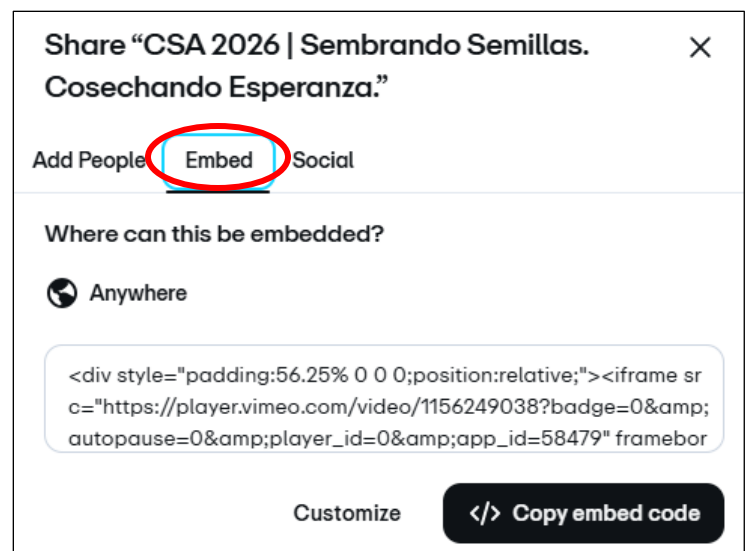 Share “CSA 2026 | Sembrando Semillas.
Cosechando Esperanza.”
Add People Embed Social
Where can this be embedded?
Anywhere
<div style="padding:56.25% 0 0 0;position:relative;"><iframe sr
c="https://player.vimeo.com/video/1156249038?badge=0&amp;
autopause=0&amp;player_id=0&amp;app_id=58479" framebor
Customize </> Copy embed code